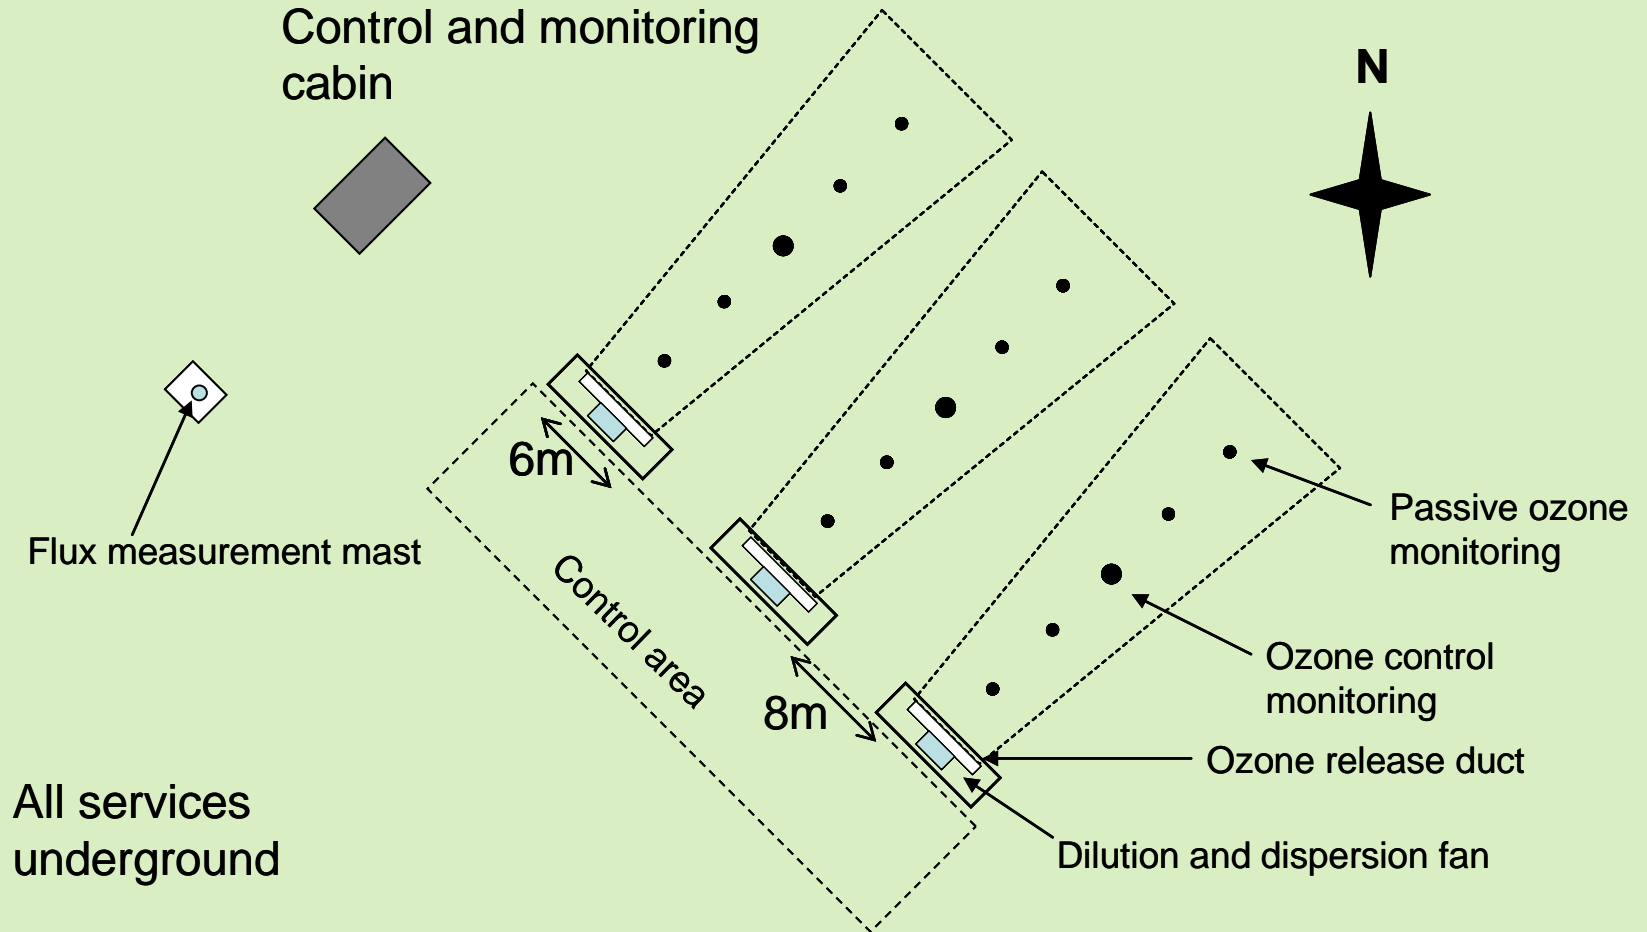 Control and monitoring
cabin
N
6m
Flux measurement mast
Control area
8m
Passive ozone
monitoring
Ozone control
monitoring
Ozone release duct
All services
underground
Dilution and dispersion fan